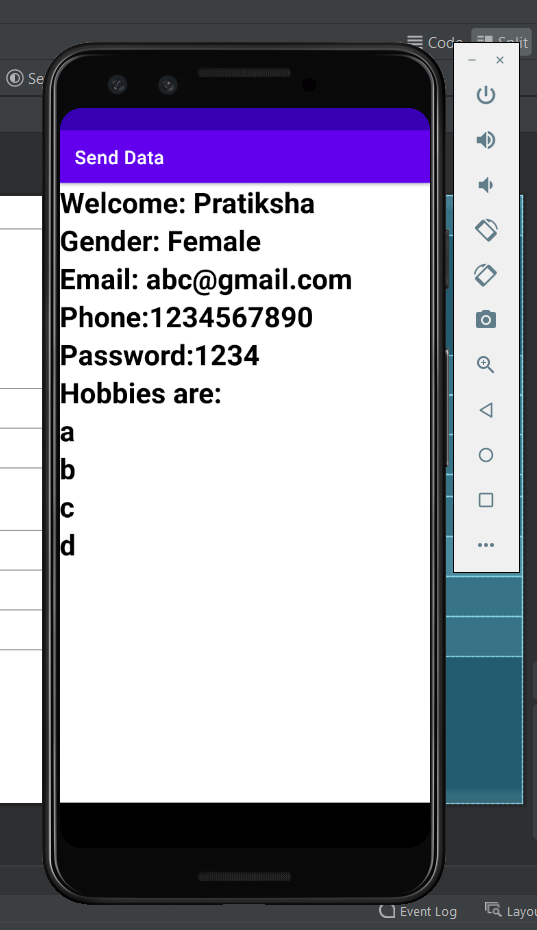 Code
Split
Se
Send Data
Welcome: Pratiksha
Gender: Female
Email: abc@gmail.com
Phone:1234567890
Password:1234
Hobbies are:
a
b
c
d
Event Log
Layou